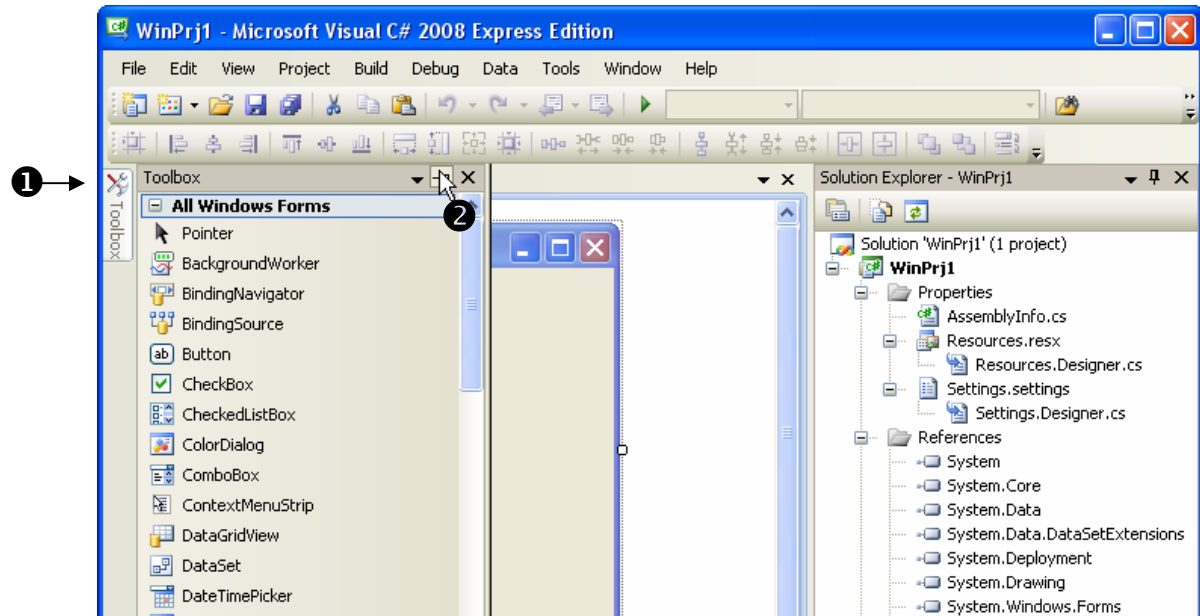 WinPrj1 - Microsoft Visual C# 2008 Express Edition
File Edit View Project Build Debug Data Tools Window Help
❶
Toolbox
Toolbox
❷
All Windows Forms
Pointer
BackgroundWorker
BindingNavigator
BindingSource
ab Button
CheckBox
CheckedListBox
ColorDialog
ComboBox
ContextMenuStrip
DataGridView
DataSet
DateTimePicker
Solution Explorer - WinPrj1
Solution 'WinPrj1' (1 project)
WinPrj1
Properties
AssemblyInfo.cs
Resources.resx
Resources.Designer.cs
Settings.settings
Settings.Designer.cs
References
System
System.Core
System.Data
System.Data.DataSetExtensions
System.Deployment
System.Drawing
System.Windows.Forms